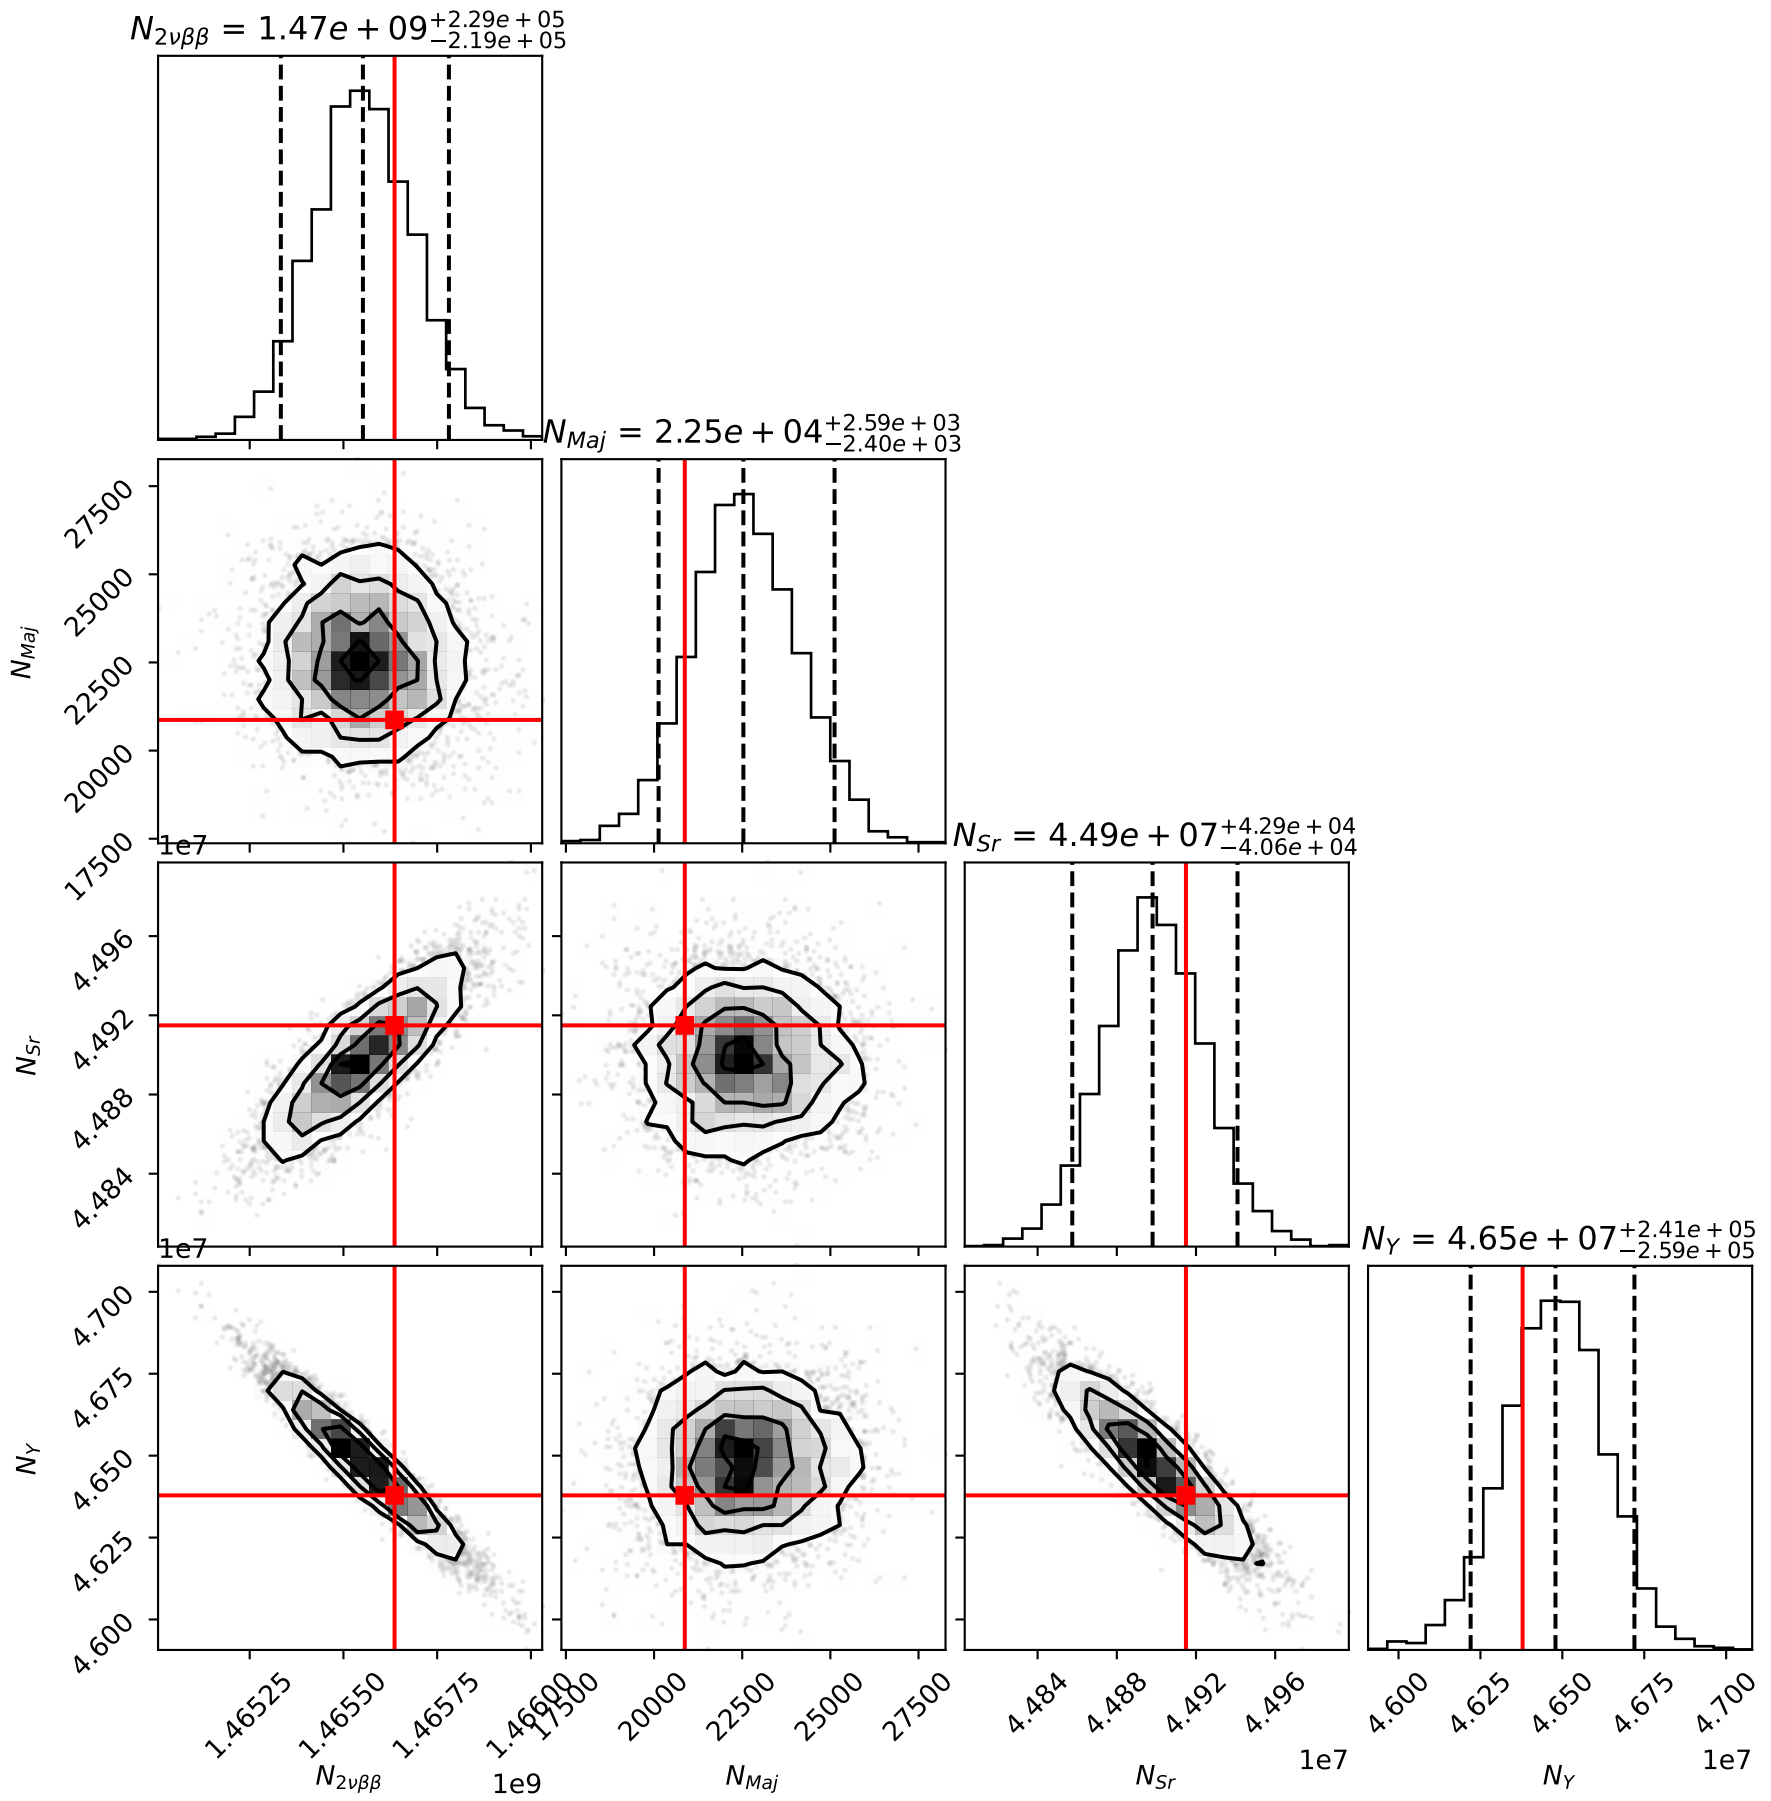 N_{2νββ} = 1.47e + 09^{+2.29e + 05}_{−2.19e + 05}
N_{Maj} = 2.25e + 04^{+2.59e + 03}_{−2.40e + 03}
27500
25000
22500
20000
17500
N_{Maj}
1e7
N_{Sr} = 4.49e + 07^{+4.29e + 04}_{−4.06e + 04}
4.496
4.492
4.488
4.484
N_{Sr}
1e7
N_Y = 4.65e + 07^{+2.41e + 05}_{−2.59e + 05}
4.700
4.675
4.650
4.625
4.600
N_Y
1.46525 1.46550 1.46575 1.46600
17500 20000 22500 25000 27500
4.484 4.488 4.492 4.496
4.600 4.625 4.650 4.675 4.700
N_{2νββ} 1e9
N_{Maj}
N_{Sr} 1e7
N_Y 1e7